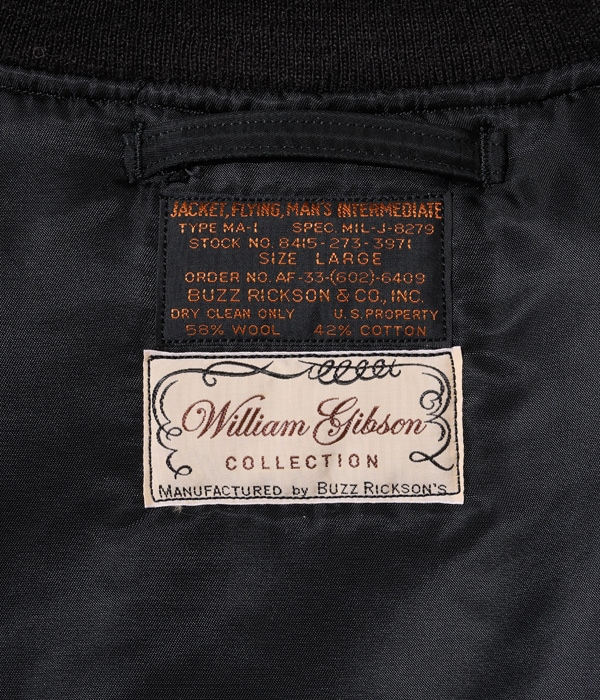 JACKET, FLYING, MAN'S INTERMEDIATE
TYPE MA-1 SPEC. MIL-J-8279
STOCK NO. 8415-273-3971
SIZE LARGE
ORDER NO. AF-33-(602)-6409
BUZZ RICKSON & CO., INC.
DRY CLEAN ONLY U.S. PROPERTY
58% WOOL 42% COTTON
William Gibson
COLLECTION
MANUFACTURED by BUZZ RICKSON'S